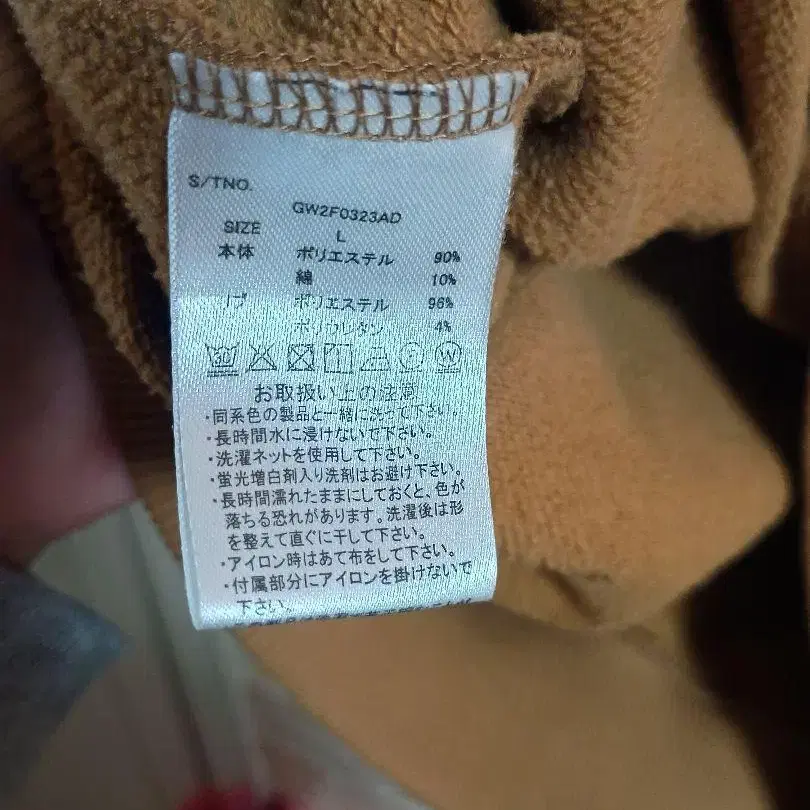 S/TNO.
GW2F0323AD
SIZE
L
本体 ポリエステル 90%
綿 10%
リブ ポリエステル 96%
ポリウレタン 4%
30 W
お取扱い上の注意
・同系色の製品と一緒に洗って下さい。
・長時間水に浸けないで下さい。
・洗濯ネットを使用して下さい。
・蛍光増白剤入り洗剤はお避け下さい。
・長時間濡れたままにしておくと、色が
落ちる恐れがあります。洗濯後は形
を整えて直ぐに干して下さい。
・アイロン時はあて布をして下さい。
・付属部分にアイロンを掛けないで
下さい。